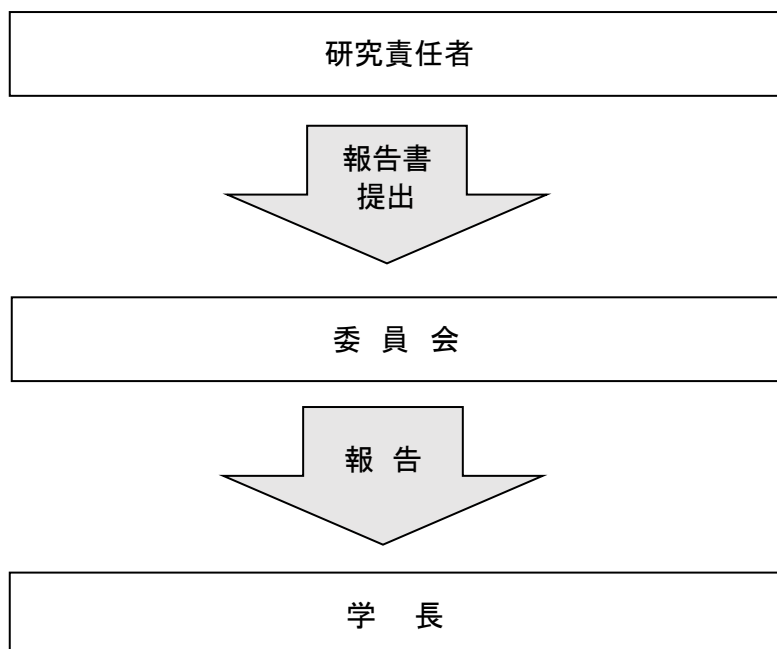 研究責任者
報告書
提出
委 員 会
報 告
学 長